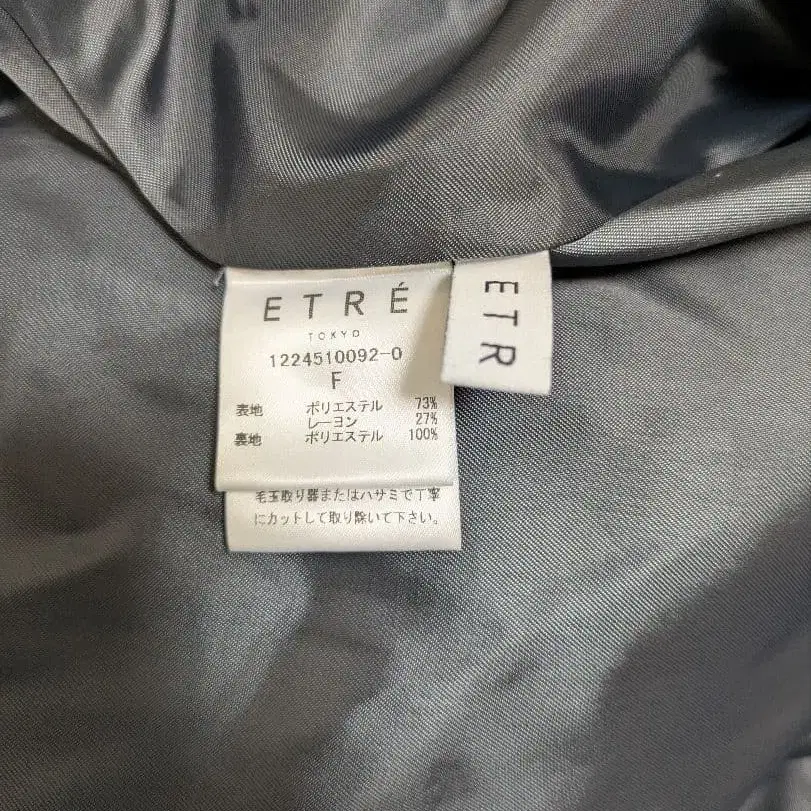 ETRÉ
TOKYO
1224510092-0
F
表地 ポリエステル 73%
レーヨン 27%
裏地 ポリエステル 100%
毛玉取り器またはハサミで丁寧
にカットして取り除いて下さい。
ETR